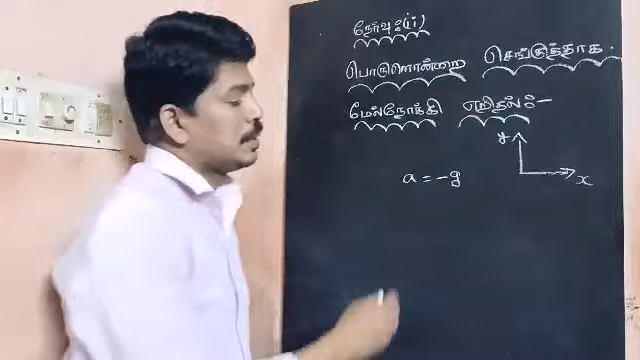 நேர்வு : (ii)
பொருளொன்றை செங்குத்தாக
மேல்நோக்கி எறிதல் :-
y
x
a = -g